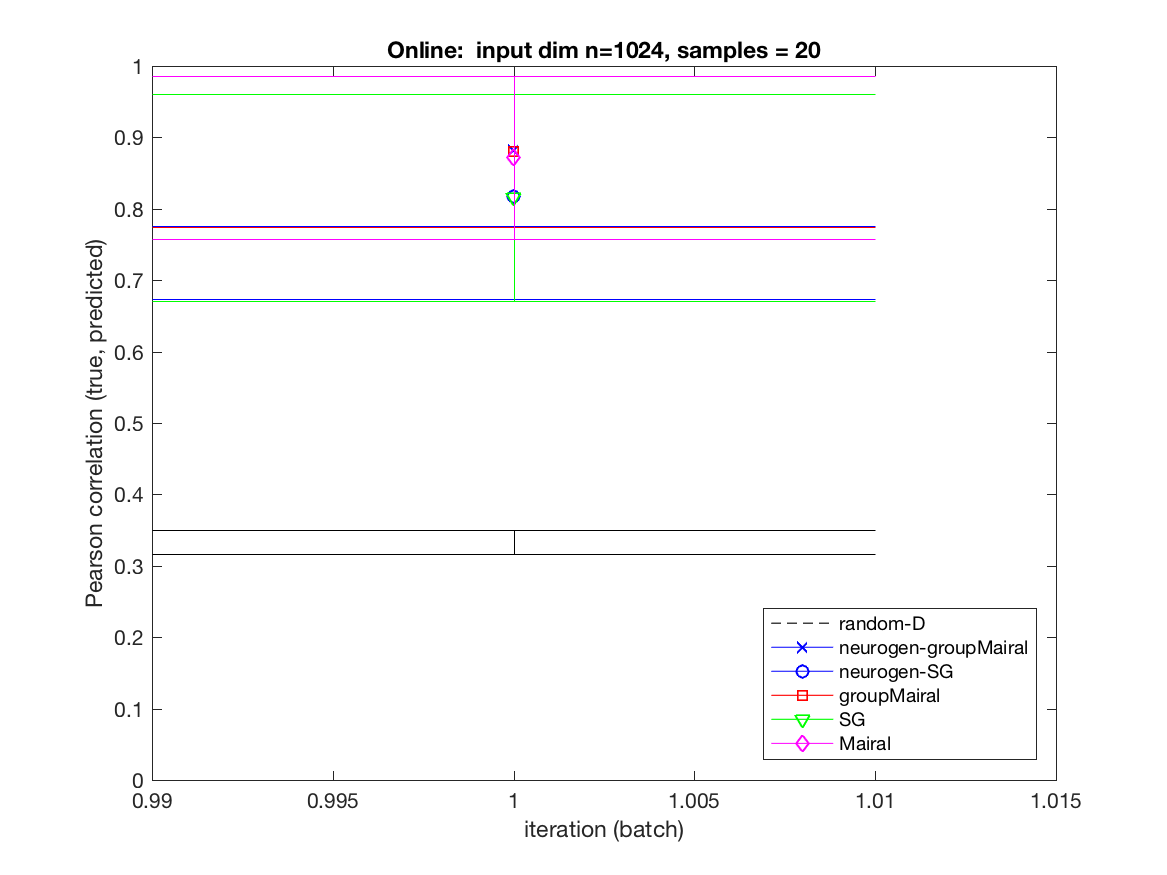 Online:  input dim n=1024, samples = 20
1
0.9
0.8
0.7
0.6
0.5
0.4
0.3
0.2
0.1
0
Pearson correlation (true, predicted)
random-D
neurogen-groupMairal
neurogen-SG
groupMairal
SG
Mairal
0.99 0.995 1 1.005 1.01 1.015
iteration (batch)